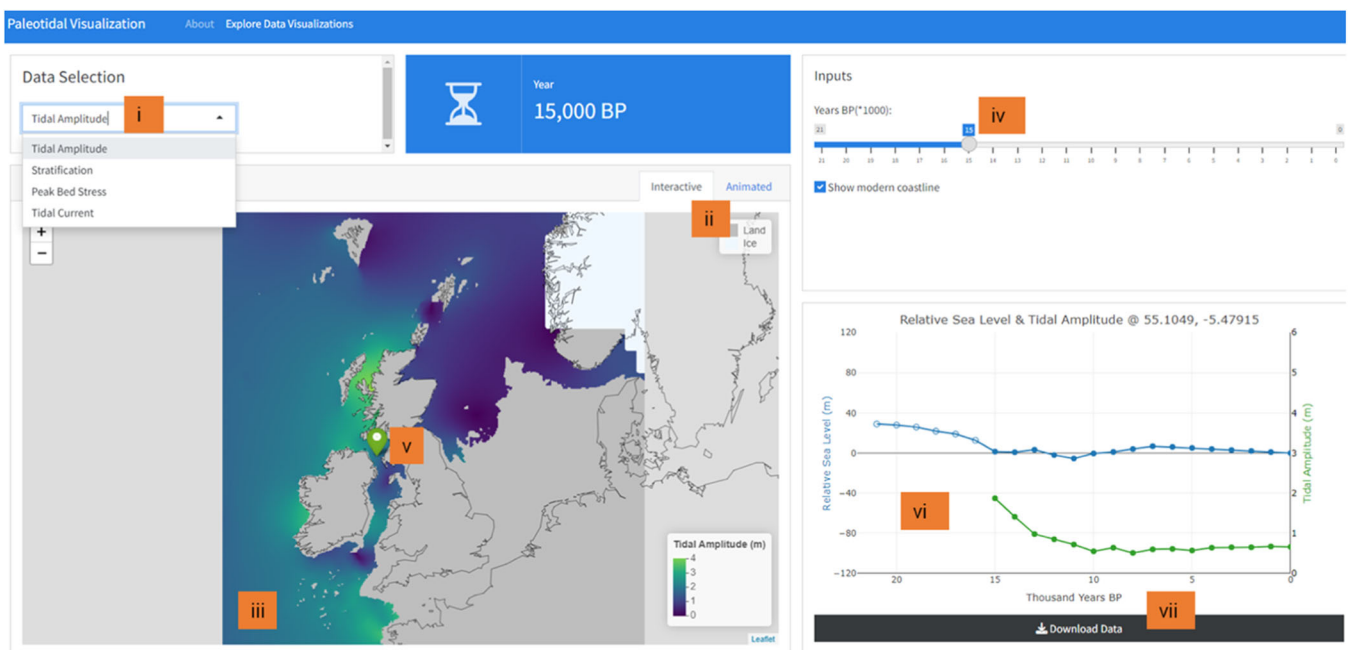 Paleotidal Visualization About Explore Data Visualizations
Data Selection
Tidal Amplitude
i
Tidal Amplitude
Stratification
Peak Bed Stress
Tidal Current
Year
15,000 BP
Interactive Animated
ii
+
−
Land
Ice
v
iii
Tidal Amplitude (m)
4
3
2
1
0
Leaflet
Inputs
Years BP(*1000):
iv
21 15 0
21 20 19 18 17 16 15 14 13 12 11 10 9 8 7 6 5 4 3 2 1 0
Show modern coastline
Relative Sea Level & Tidal Amplitude @ 55.1049, -5.47915
120
80
40
0
−40
−80
−120
Relative Sea Level (m)
6
5
4
3
2
1
0
Tidal Amplitude (m)
vi
20 15 10 5 0
Thousand Years BP
vii
Download Data